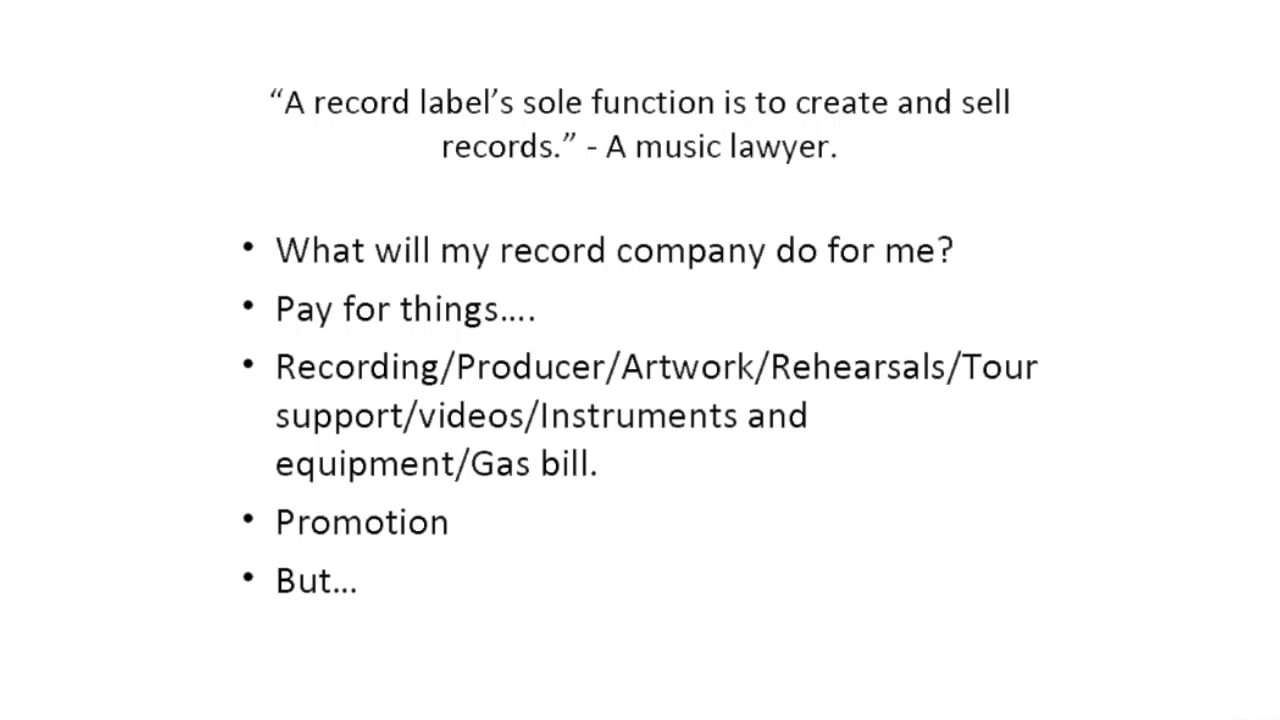 “A record label’s sole function is to create and sell
records.” - A music lawyer.
• What will my record company do for me?
• Pay for things….
• Recording/Producer/Artwork/Rehearsals/Tour
support/videos/Instruments and
equipment/Gas bill.
• Promotion
• But…